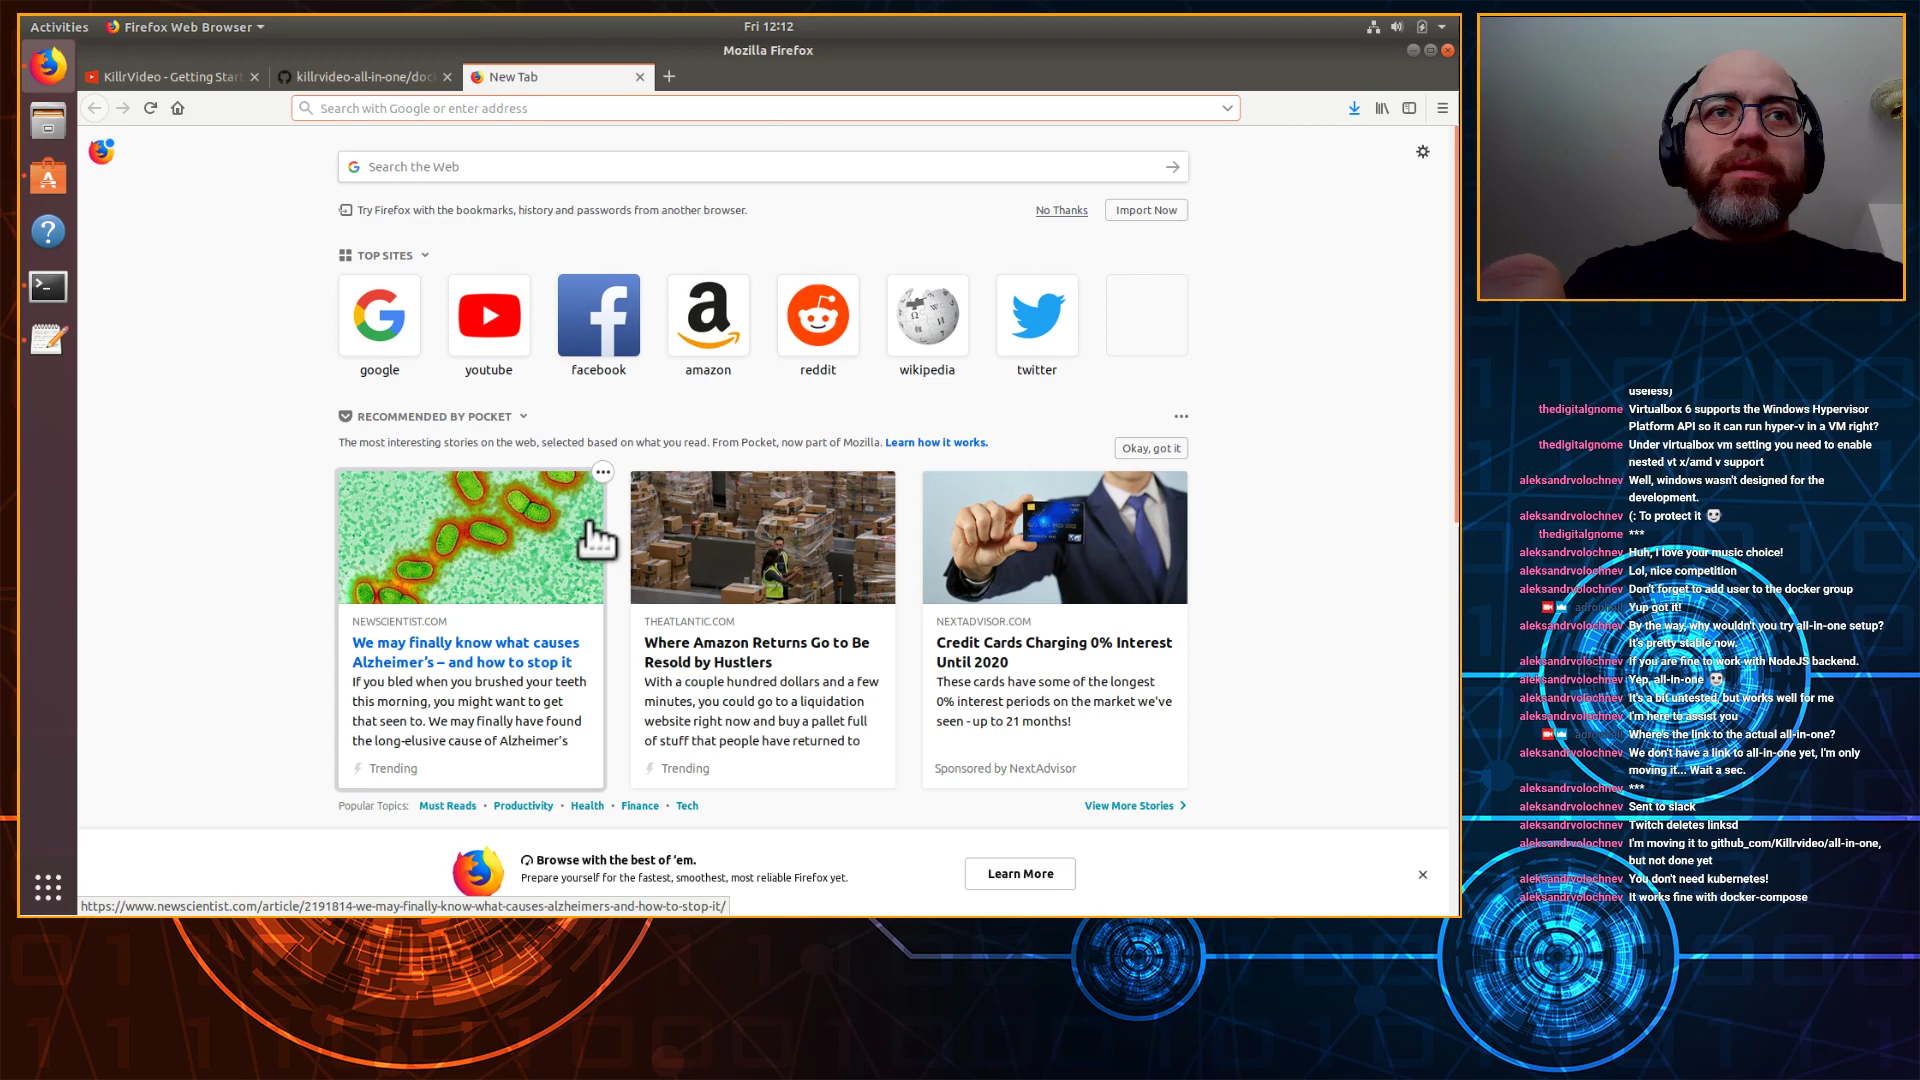 Activities
Firefox Web Browser
Fri 12:12
Mozilla Firefox
KillrVideo - Getting Start
killrvideo-all-in-one/doc
New Tab
Search with Google or enter address
Search the Web
Try Firefox with the bookmarks, history and passwords from another browser.
No Thanks
Import Now
TOP SITES
google
youtube
facebook
amazon
reddit
wikipedia
twitter
RECOMMENDED BY POCKET
The most interesting stories on the web, selected based on what you read. From Pocket, now part of Mozilla. Learn how it works.
Okay, got it
NEWSCIENTIST.COM
We may finally know what causes
Alzheimer's – and how to stop it
If you bled when you brushed your teeth
this morning, you might want to get
that seen to. We may finally have found
the long-elusive cause of Alzheimer's
Trending
THEATLANTIC.COM
Where Amazon Returns Go to Be
Resold by Hustlers
With a couple hundred dollars and a few
minutes, you could go to a liquidation
website right now and buy a pallet full
of stuff that people have returned to
Trending
NEXTADVISOR.COM
Credit Cards Charging 0% Interest
Until 2020
These cards have some of the longest
0% interest periods on the market we've
seen - up to 21 months!
Sponsored by NextAdvisor
Popular Topics: Must Reads • Productivity • Health • Finance • Tech
View More Stories
Browse with the best of 'em.
Prepare yourself for the fastest, smoothest, most reliable Firefox yet.
Learn More
https://www.newscientist.com/article/2191814-we-may-finally-know-what-causes-alzheimers-and-how-to-stop-it/
useless)
thedigitalgnome Virtualbox 6 supports the Windows Hypervisor
Platform API so it can run hyper-v in a VM right?
thedigitalgnome Under virtualbox vm setting you need to enable
nested vt x/amd v support
aleksandrvolochnev Well, windows wasn't designed for the
development.
aleksandrvolochnev (: To protect it
thedigitalgnome ***
aleksandrvolochnev Huh, I love your music choice!
aleksandrvolochnev Lol, nice competition
aleksandrvolochnev Don't forget to add user to the docker group
Yup got it!
aleksandrvolochnev By the way, why wouldn't you try all-in-one setup?
It's pretty stable now.
aleksandrvolochnev If you are fine to work with NodeJS backend.
aleksandrvolochnev Yep, all-in-one
aleksandrvolochnev It's a bit untested, but works well for me
aleksandrvolochnev I'm here to assist you
Where's the link to the actual all-in-one?
aleksandrvolochnev We don't have a link to all-in-one yet, I'm only
moving it... Wait a sec.
aleksandrvolochnev ***
aleksandrvolochnev Sent to slack
aleksandrvolochnev Twitch deletes linksd
aleksandrvolochnev I'm moving it to github_com/Killrvideo/all-in-one,
but not done yet
aleksandrvolochnev You don't need kubernetes!
aleksandrvolochnev It works fine with docker-compose